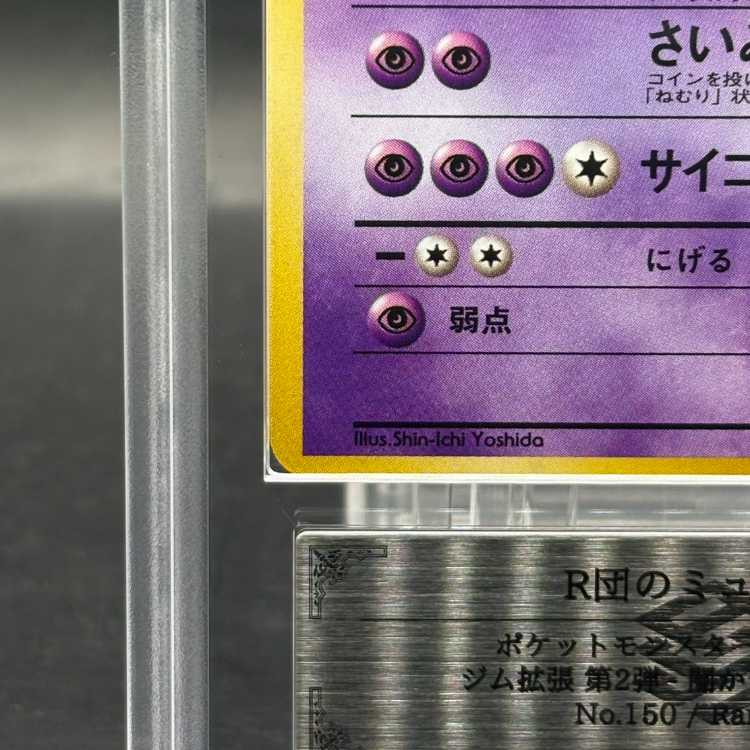 さいみ
コインを投げ
「ねむり」状
サイコ
にげる
弱点
Illus.Shin-Ichi Yoshida
R団のミュ
ポケットモンスター
ジム拡張 第2弾 - 闇か
No.150 / Rar